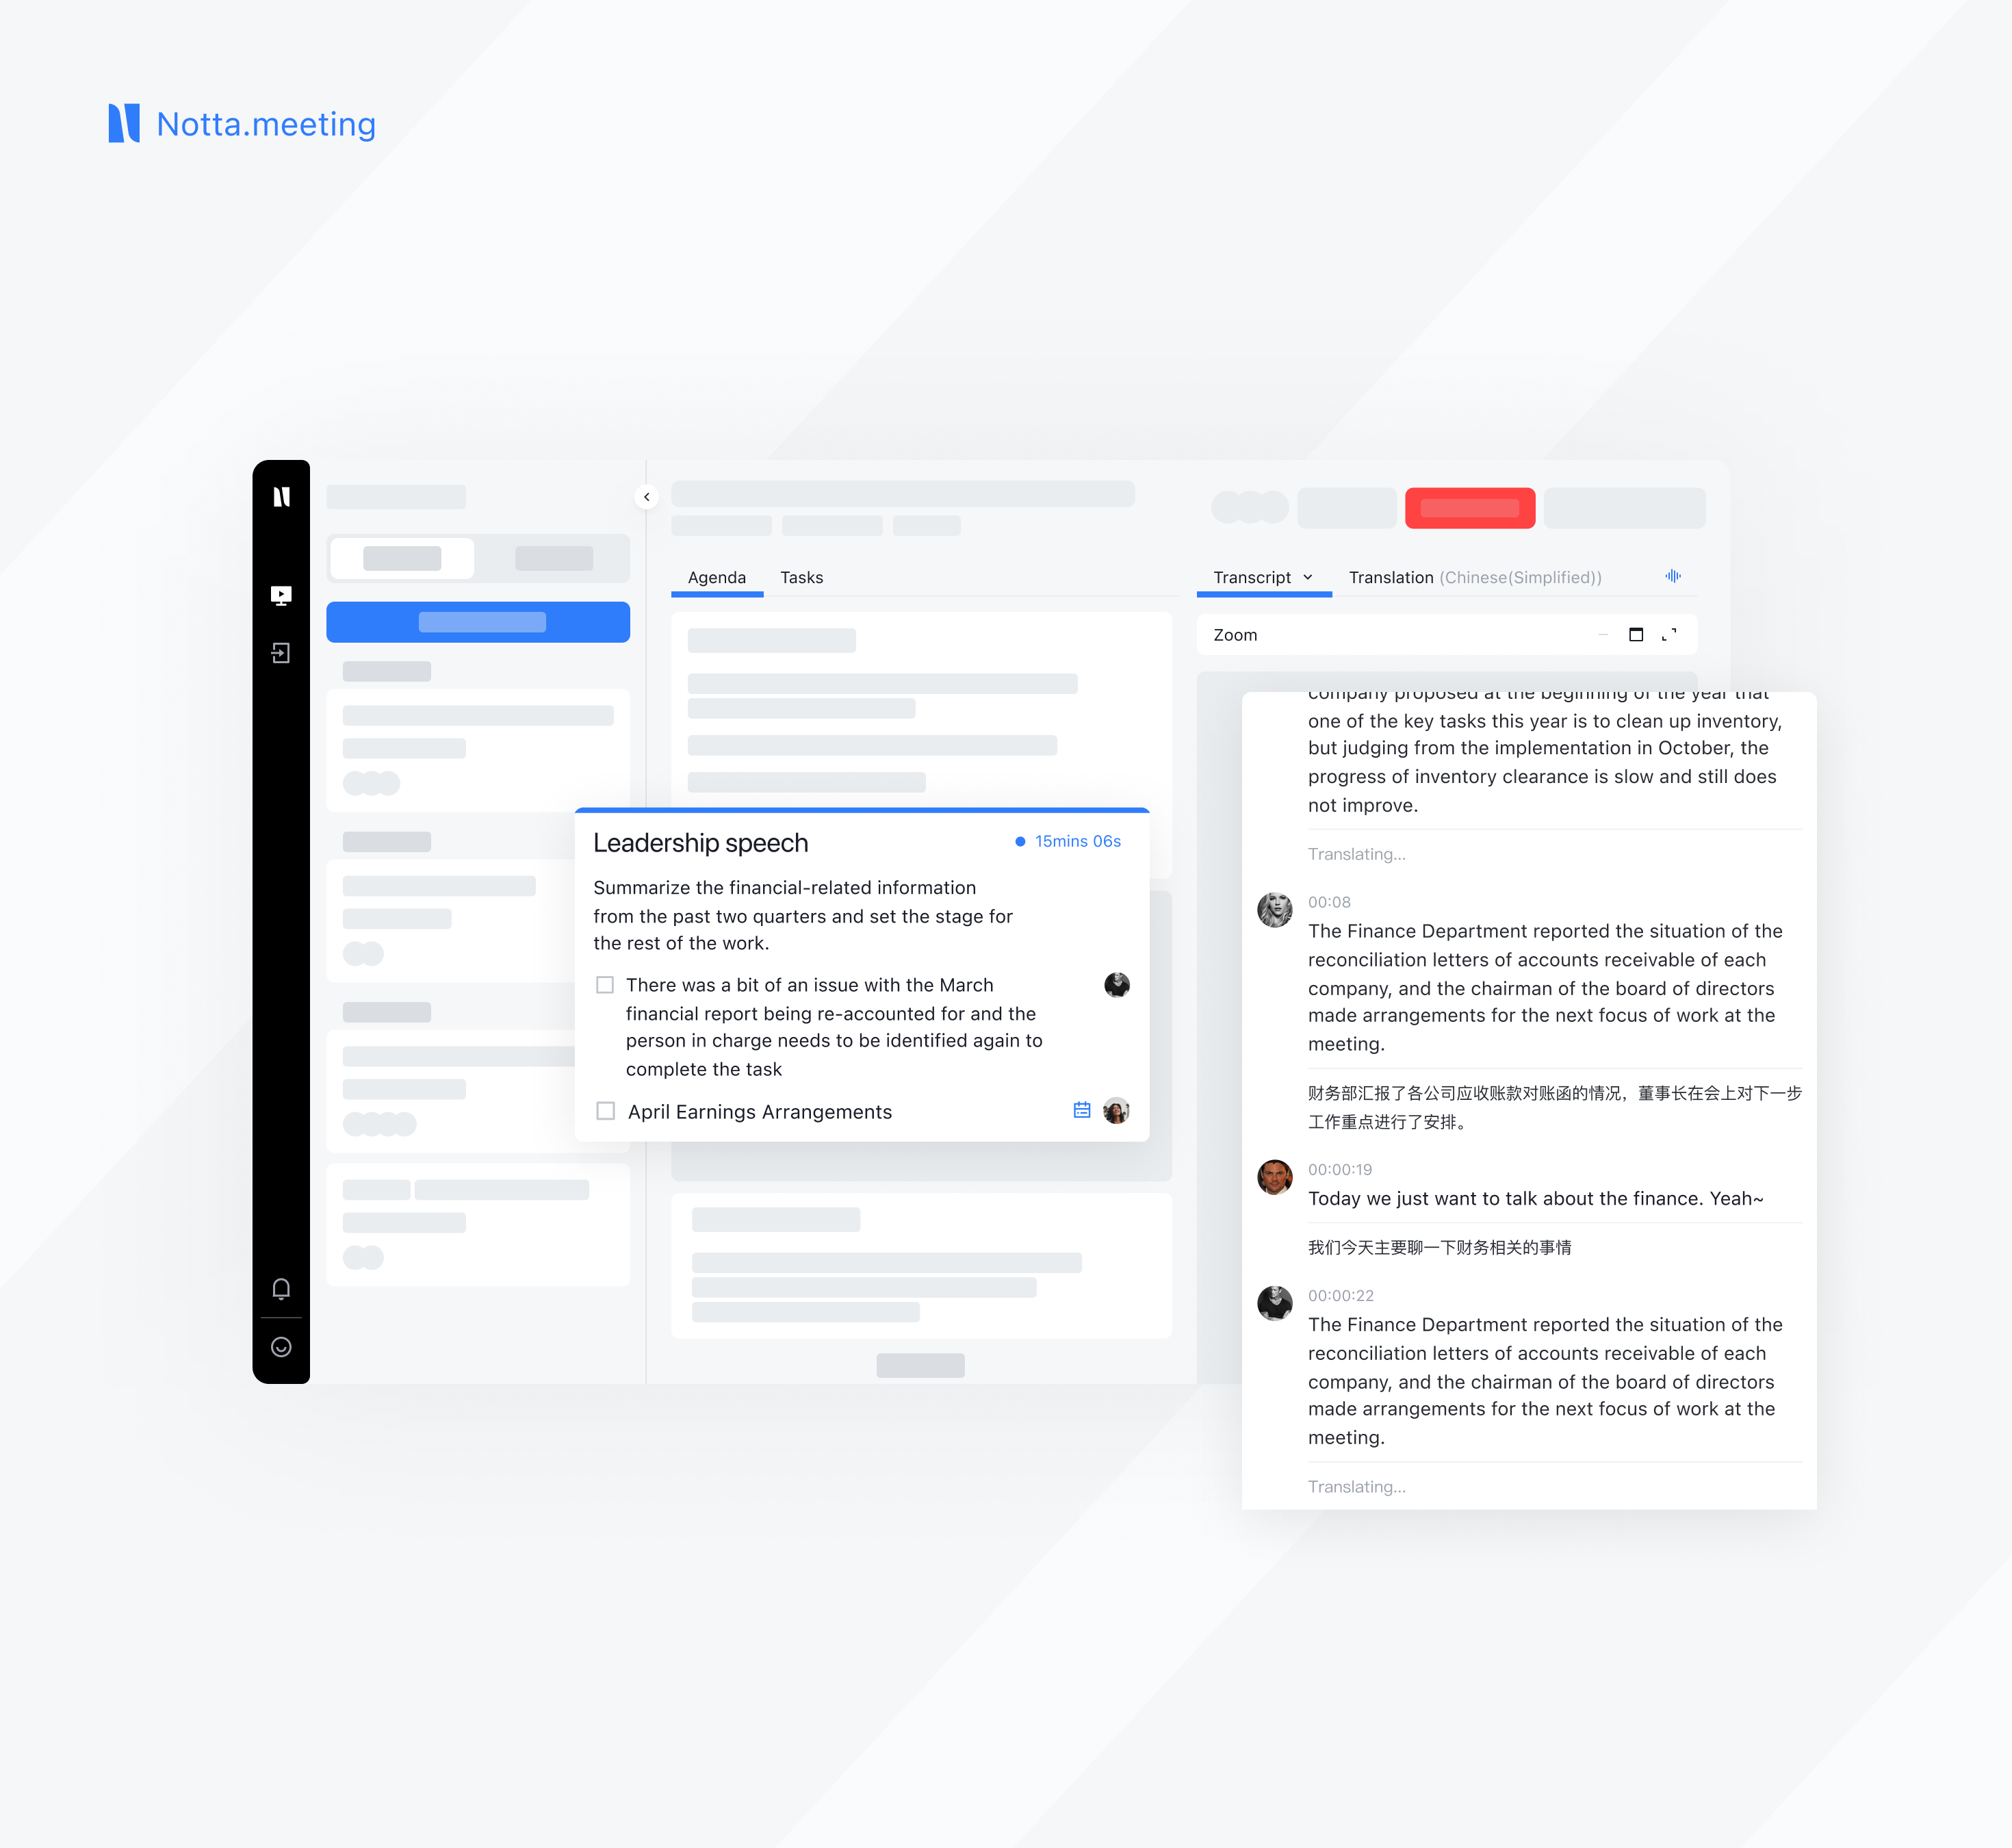 Notta.meeting
Agenda
Tasks
Transcript
Translation (Chinese(Simplified))
Zoom
Leadership speech
15mins 06s
Summarize the financial-related information
from the past two quarters and set the stage for
the rest of the work.
There was a bit of an issue with the March
financial report being re-accounted for and the
person in charge needs to be identified again to
complete the task
April Earnings Arrangements
company proposed at the beginning of the year that
one of the key tasks this year is to clean up inventory,
but judging from the implementation in October, the
progress of inventory clearance is slow and still does
not improve.
Translating...
00:08
The Finance Department reported the situation of the
reconciliation letters of accounts receivable of each
company, and the chairman of the board of directors
made arrangements for the next focus of work at the
meeting.
财务部汇报了各公司应收账款对账函的情况，董事长在会上对下一步
工作重点进行了安排。
00:00:19
Today we just want to talk about the finance. Yeah~
我们今天主要聊一下财务相关的事情
00:00:22
The Finance Department reported the situation of the
reconciliation letters of accounts receivable of each
company, and the chairman of the board of directors
made arrangements for the next focus of work at the
meeting.
Translating...